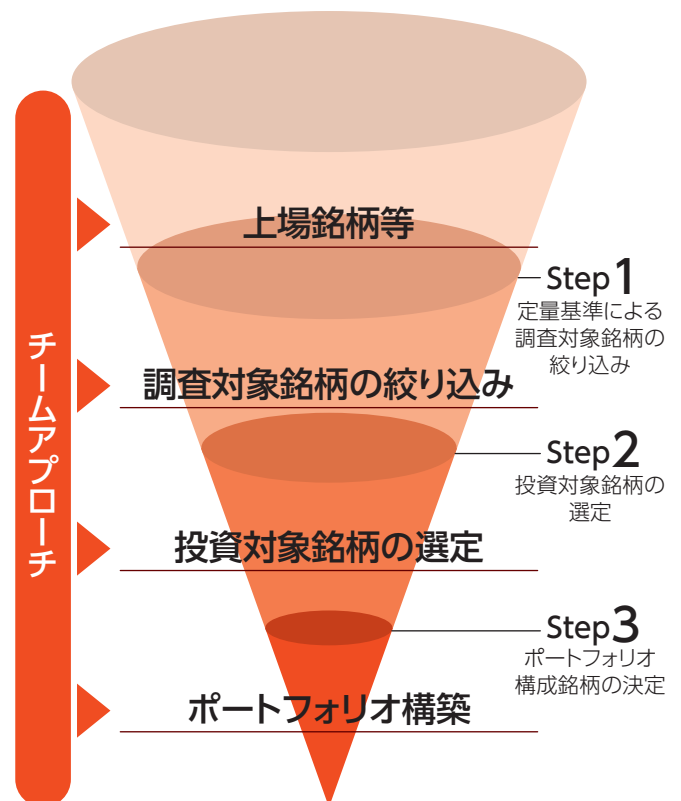 チームアプローチ
上場銘柄等
Step1
定量基準による
調査対象銘柄の
絞り込み
調査対象銘柄の絞り込み
Step2
投資対象銘柄の
選定
投資対象銘柄の選定
Step3
ポートフォリオ
構成銘柄の決定
ポートフォリオ構築